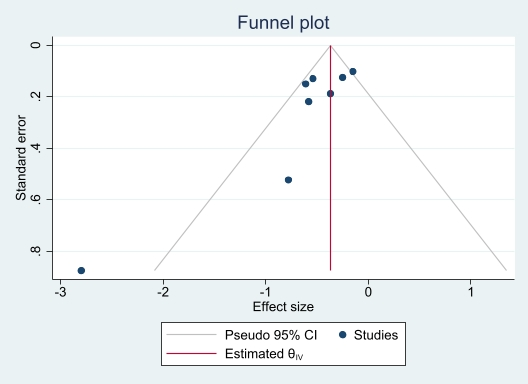 Funnel plot
0
.2
.4
.6
.8
Standard error
-3
-2
-1
0
1
Effect size
Pseudo 95% CI
Studies
Estimated θIV